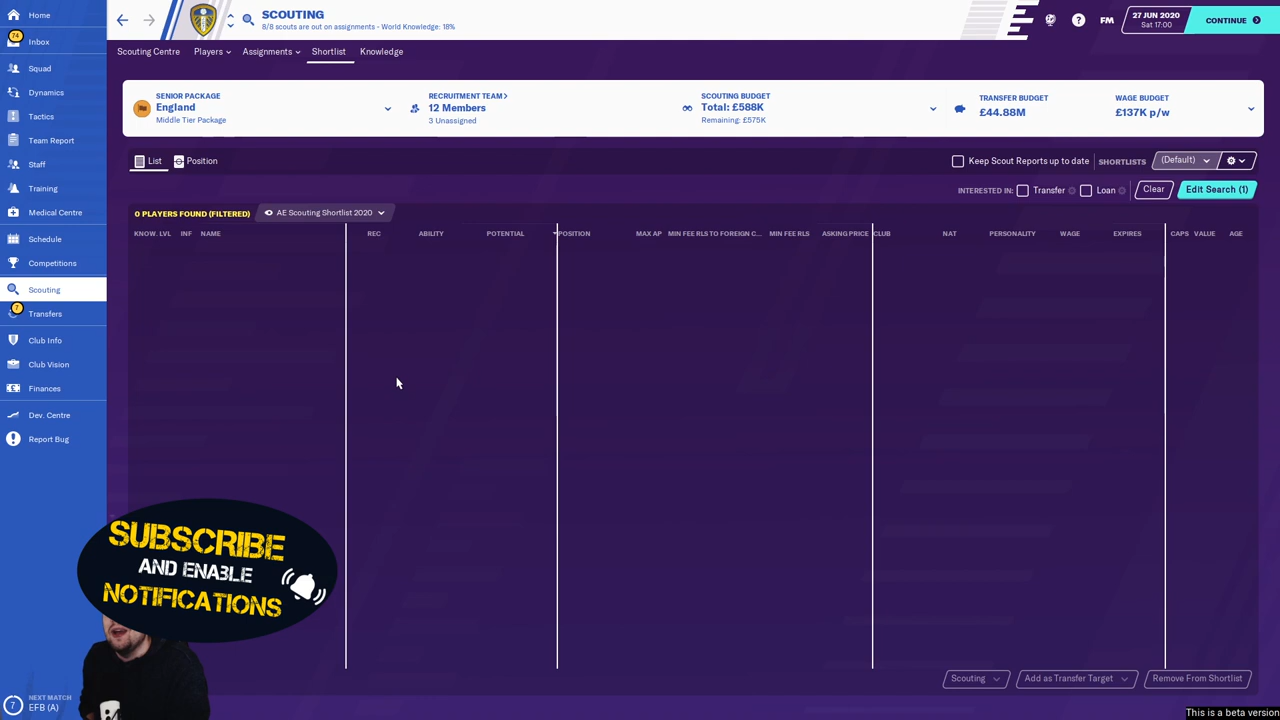 Home
74
Inbox
Squad
Dynamics
Tactics
Team Report
Staff
Training
Medical Centre
Schedule
Competitions
Scouting
7
Transfers
Club Info
Club Vision
Finances
Dev. Centre
Report Bug
NEXT MATCH
7
EFB (A)
SCOUTING
8/8 scouts are out on assignments - World Knowledge: 18%
?
FM
27 JUN 2020
Sat 17:00
CONTINUE
Scouting Centre Players Assignments Shortlist Knowledge
SENIOR PACKAGE
England
Middle Tier Package
RECRUITMENT TEAM
12 Members
3 Unassigned
SCOUTING BUDGET
Total: £588K
Remaining: £575K
TRANSFER BUDGET
£44.88M
WAGE BUDGET
£137K p/w
List Position
Keep Scout Reports up to date SHORTLISTS (Default)
INTERESTED IN: Transfer Loan Clear Edit Search (1)
0 PLAYERS FOUND (FILTERED) AE Scouting Shortlist 2020
KNOW. LVL INF NAME REC ABILITY POTENTIAL POSITION MAX AP MIN FEE RLS TO FOREIGN C... MIN FEE RLS ASKING PRICE CLUB NAT PERSONALITY WAGE EXPIRES CAPS VALUE AGE
SUBSCRIBE
AND ENABLE
NOTIFICATIONS
Scouting Add as Transfer Target Remove From Shortlist
This is a beta version